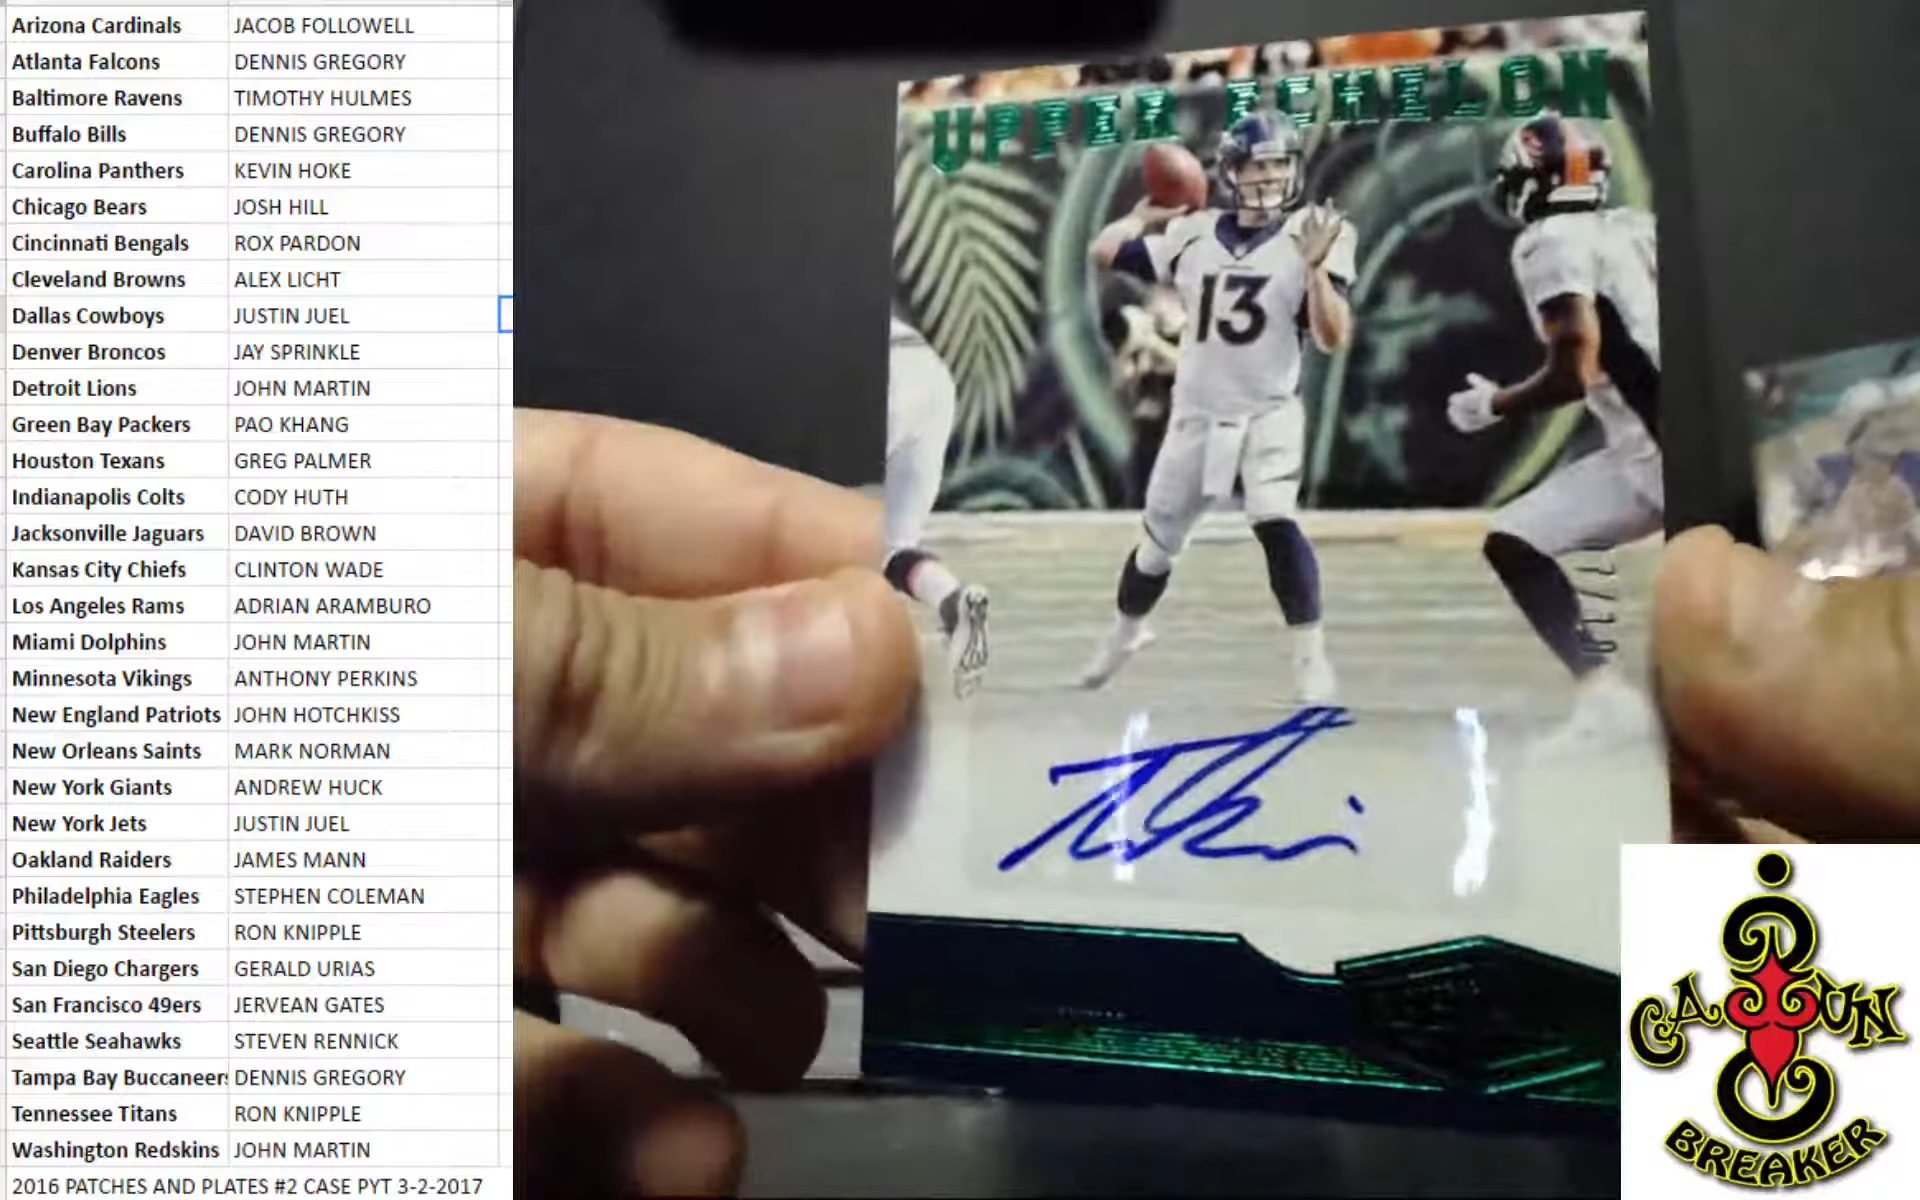 Arizona Cardinals JACOB FOLLOWELL
Atlanta Falcons DENNIS GREGORY
Baltimore Ravens TIMOTHY HULMES
Buffalo Bills DENNIS GREGORY
Carolina Panthers KEVIN HOKE
Chicago Bears JOSH HILL
Cincinnati Bengals ROX PARDON
Cleveland Browns ALEX LICHT
Dallas Cowboys JUSTIN JUEL
Denver Broncos JAY SPRINKLE
Detroit Lions JOHN MARTIN
Green Bay Packers PAO KHANG
Houston Texans GREG PALMER
Indianapolis Colts CODY HUTH
Jacksonville Jaguars DAVID BROWN
Kansas City Chiefs CLINTON WADE
Los Angeles Rams ADRIAN ARAMBURO
Miami Dolphins JOHN MARTIN
Minnesota Vikings ANTHONY PERKINS
New England Patriots JOHN HOTCHKISS
New Orleans Saints MARK NORMAN
New York Giants ANDREW HUCK
New York Jets JUSTIN JUEL
Oakland Raiders JAMES MANN
Philadelphia Eagles STEPHEN COLEMAN
Pittsburgh Steelers RON KNIPPLE
San Diego Chargers GERALD URIAS
San Francisco 49ers JERVEAN GATES
Seattle Seahawks STEVEN RENNICK
Tampa Bay Buccaneers DENNIS GREGORY
Tennessee Titans RON KNIPPLE
Washington Redskins JOHN MARTIN
2016 PATCHES AND PLATES #2 CASE PYT 3-2-2017
UPPER ECHELON
13
CAJUN
BREAKER